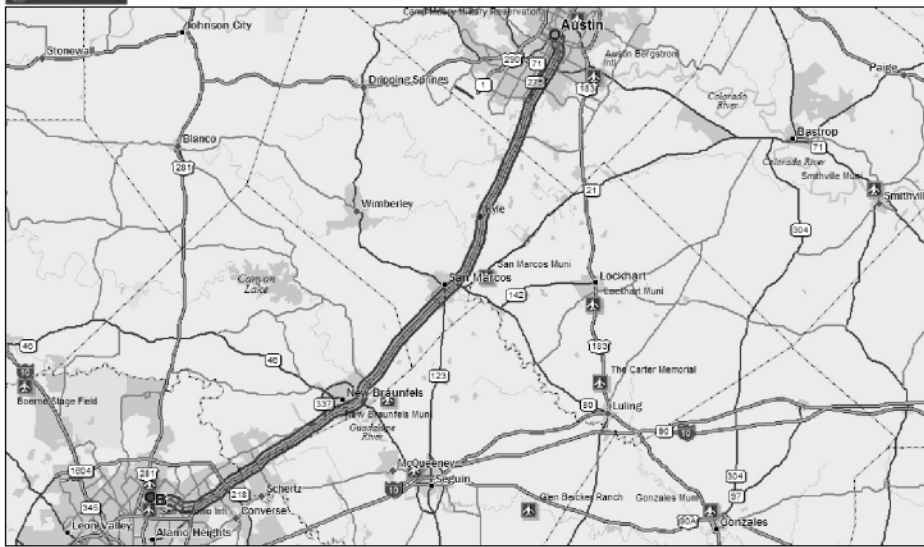 Camp Mabry Military Reservation
Johnson City
Austin
Stonewall
290
71
Austin Bergstrom
Intl
Paige
Dripping Springs
1
275
183
Colorado
River
Bastrop
71
Blanco
Colorado River
281
Smithville Muni
21
Smithville
Wimberley
Kyle
304
San Marcos Muni
San Marcos
Lockhart
Canyon
Lake
142
Lockhart Muni
46
183
46
10
123
The Carter Memorial
Boerne Stage Field
New Braunfels
337
80
Luling
New Braunfels Muni
Guadalupe
River
90
10
McQueeney
1604
281
304
10
Seguin
97
B
218
Schertz
345
San Antonio Intl
Glen Beicker Ranch
Gonzales Muni
Converse
90A
Gonzales
Leon Valley
Alamo Heights